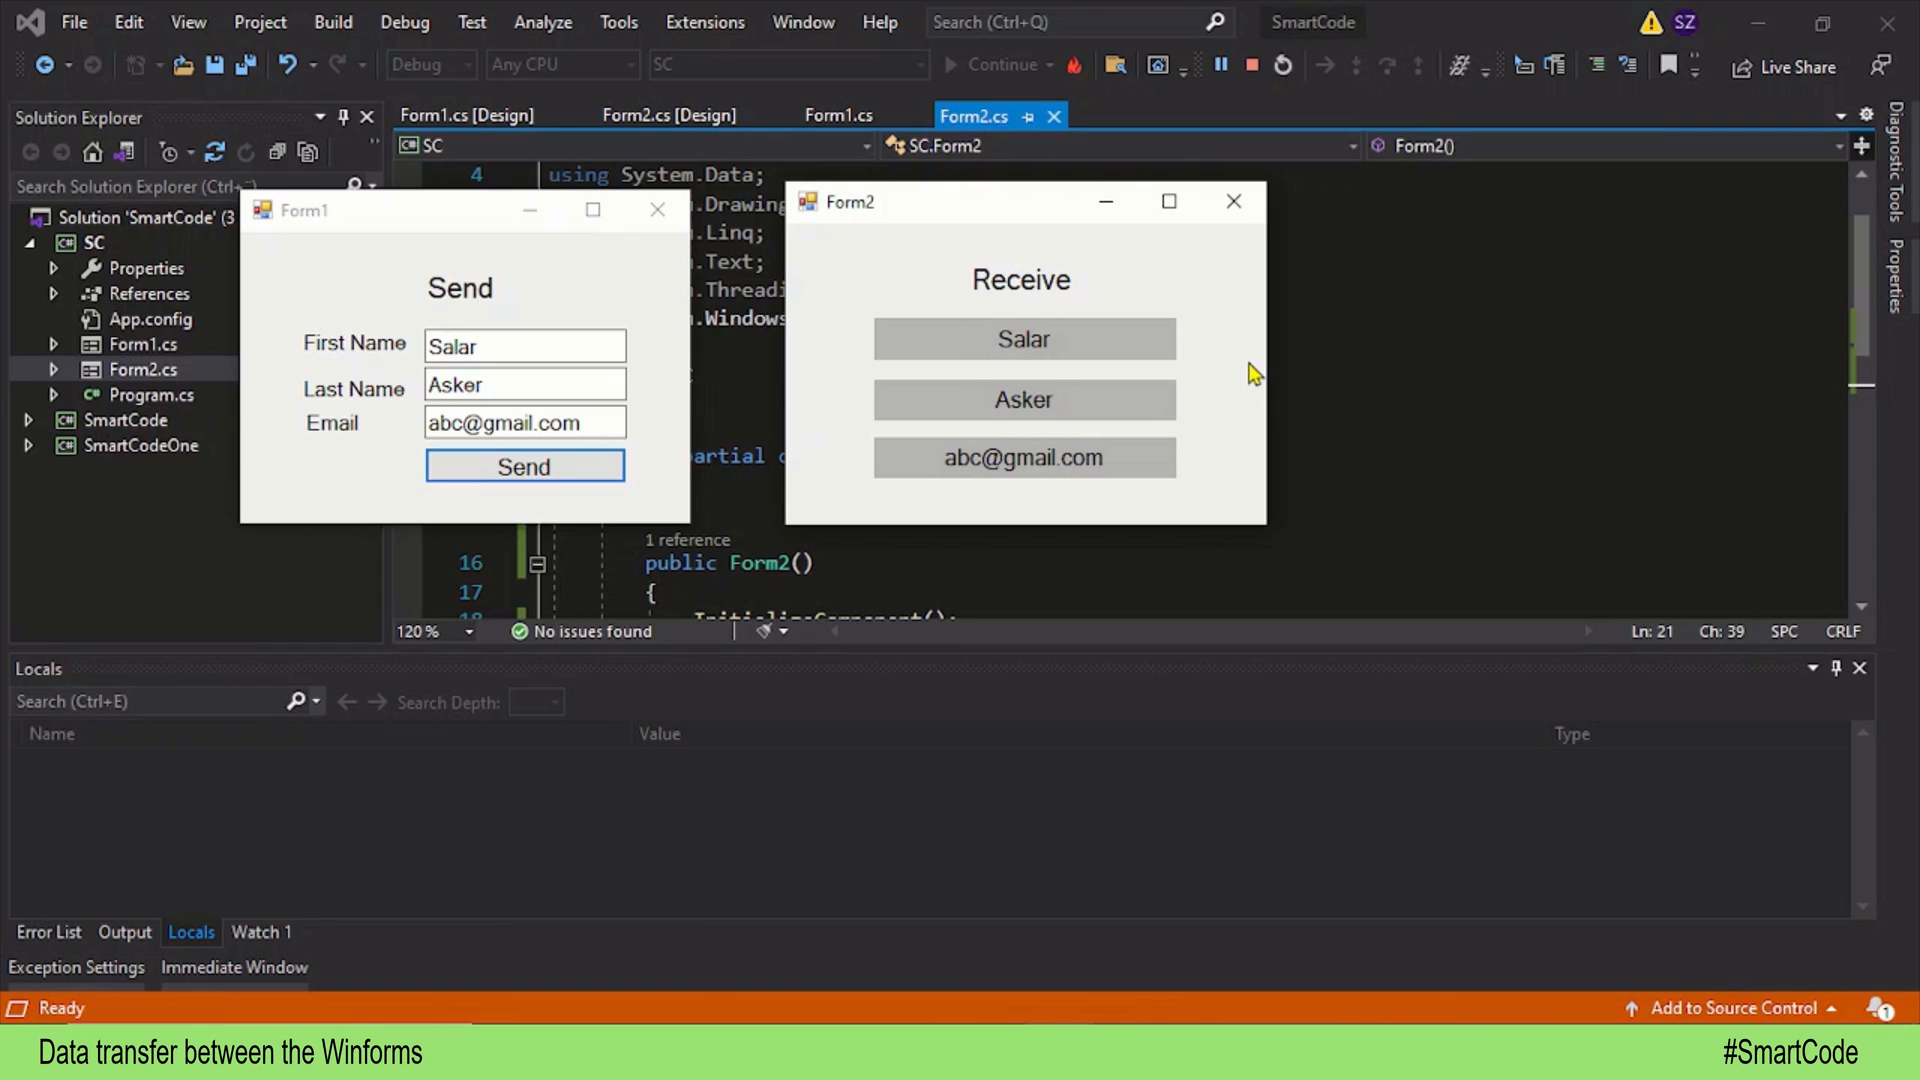 File Edit View Project Build Debug Test Analyze Tools Extensions Window Help Search (Ctrl+Q) SmartCode SZ
Debug Any CPU SC Continue Live Share
Solution Explorer
Search Solution Explorer (Ctrl+
Solution 'SmartCode' (3
SC
Properties
References
App.config
Form1.cs
Form2.cs
Program.cs
SmartCode
SmartCodeOne
Form1.cs [Design] Form2.cs [Design] Form1.cs Form2.cs
SC SC.Form2 Form2()
4 using System.Data;
.Drawing
.Linq;
.Text;
.Threadi
.Windows
partial c
1 reference
16 public Form2()
17 {
18 InitializeComponent();
Form1
Send
First Name Salar
Last Name Asker
Email abc@gmail.com
Send
Form2
Receive
Salar
Asker
abc@gmail.com
120 % No issues found Ln: 21 Ch: 39 SPC CRLF
Diagnostic Tools
Properties
Locals
Search (Ctrl+E) Search Depth:
Name Value Type
Error List Output Locals Watch 1
Exception Settings Immediate Window
Ready Add to Source Control 1
Data transfer between the Winforms #SmartCode